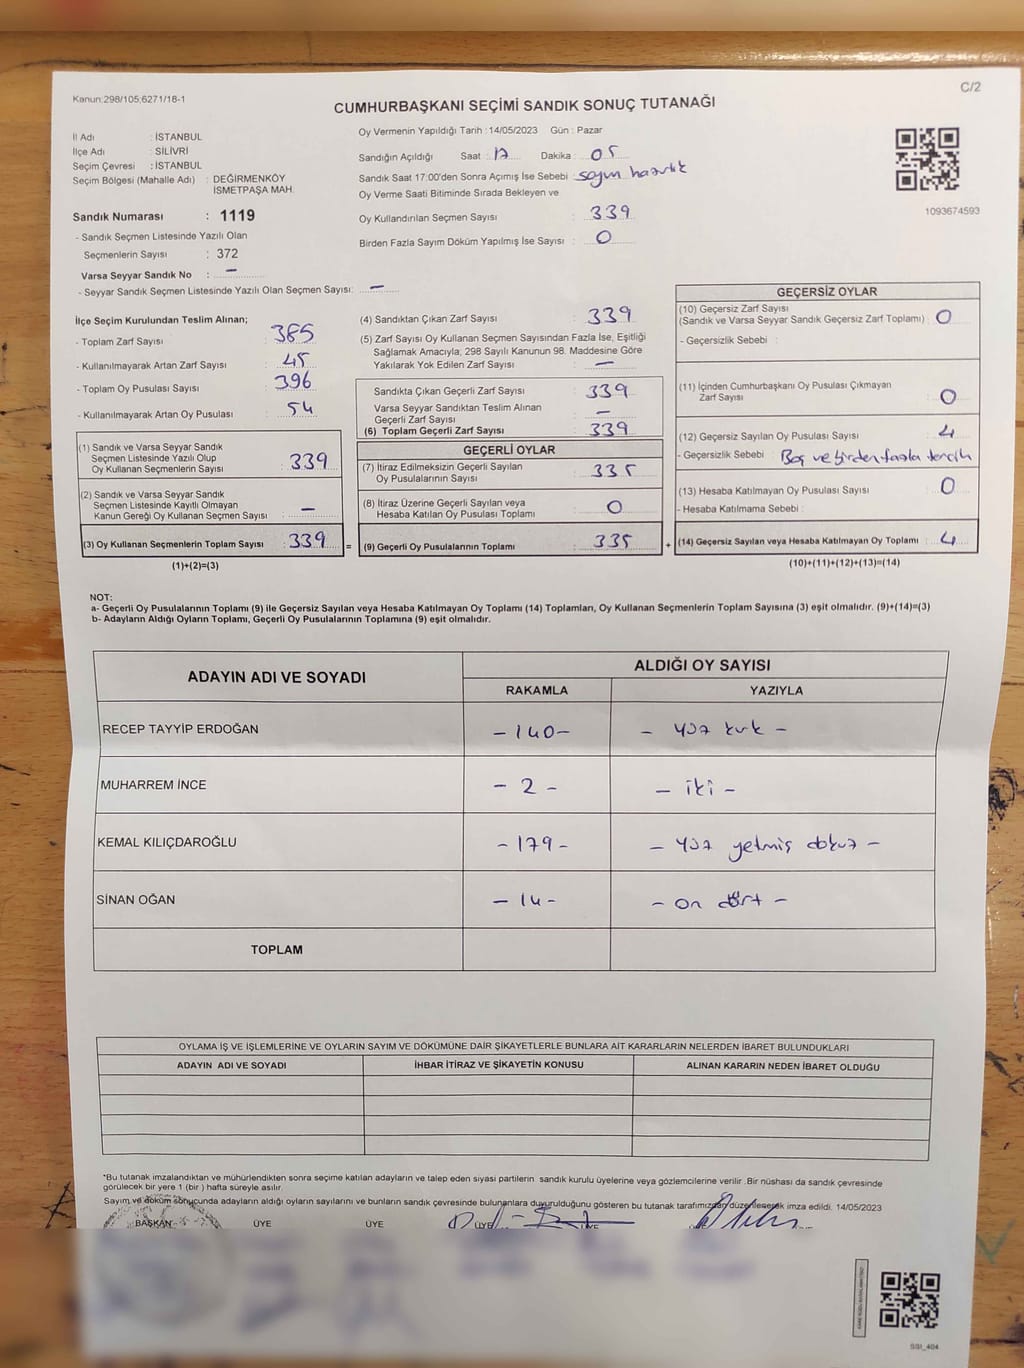 Kanun:298/105;6271/18-1
C/2
CUMHURBAŞKANI SEÇİMİ SANDIK SONUÇ TUTANAĞI
İl Adı : İSTANBUL
İlçe Adı : SİLİVRİ
Seçim Çevresi : İSTANBUL
Seçim Bölgesi (Mahalle Adı) : DEĞİRMENKÖY
İSMETPAŞA MAH.
Sandık Numarası : 1119
- Sandık Seçmen Listesinde Yazılı Olan
Seçmenlerin Sayısı : 372
Varsa Seyyar Sandık No : -
- Seyyar Sandık Seçmen Listesinde Yazılı Olan Seçmen Sayısı: -
Oy Vermenin Yapıldığı Tarih : 14/05/2023 Gün : Pazar
Sandığın Açıldığı Saat : 17 Dakika : 05
Sandık Saat 17:00'den Sonra Açımış İse Sebebi : sayım hazırlık
Oy Verme Saati Bitiminde Sırada Bekleyen ve
Oy Kullandırılan Seçmen Sayısı : 339
Birden Fazla Sayım Döküm Yapılmış İse Sayısı : 0
1093674593
İlçe Seçim Kurulundan Teslim Alınan;
- Toplam Zarf Sayısı : 385
- Kullanılmayarak Artan Zarf Sayısı : 45
- Toplam Oy Pusulası Sayısı : 396
- Kullanılmayarak Artan Oy Pusulası : 54
(4) Sandıktan Çıkan Zarf Sayısı : 339
(5) Zarf Sayısı Oy Kullanan Seçmen Sayısından Fazla İse, Eşitliği
Sağlamak Amacıyla; 298 Sayılı Kanunun 98. Maddesine Göre
Yakılarak Yok Edilen Zarf Sayısı : -
Sandıkta Çıkan Geçerli Zarf Sayısı : 339
Varsa Seyyar Sandıktan Teslim Alınan
Geçerli Zarf Sayısı : -
(6) Toplam Geçerli Zarf Sayısı : 339
GEÇERSİZ OYLAR
(10) Geçersiz Zarf Sayısı
(Sandık ve Varsa Seyyar Sandık Geçersiz Zarf Toplamı) : 0
- Geçersizlik Sebebi :
(11) İçinden Cumhurbaşkanı Oy Pusulası Çıkmayan
Zarf Sayısı : 0
(12) Geçersiz Sayılan Oy Pusulası Sayısı : 4
- Geçersizlik Sebebi : Boş ve birden fazla tercih
(13) Hesaba Katılmayan Oy Pusulası Sayısı : 0
- Hesaba Katılmama Sebebi :
(14) Geçersiz Sayılan veya Hesaba Katılmayan Oy Toplamı : 4
(10)+(11)+(12)+(13)=(14)
(1) Sandık ve Varsa Seyyar Sandık
Seçmen Listesinde Yazılı Olup
Oy Kullanan Seçmenlerin Sayısı : 339
(2) Sandık ve Varsa Seyyar Sandık
Seçmen Listesinde Kayıtlı Olmayan
Kanun Gereği Oy Kullanan Seçmen Sayısı : -
(3) Oy Kullanan Seçmenlerin Toplam Sayısı : 339 =
(1)+(2)=(3)
GEÇERLİ OYLAR
(7) İtiraz Edilmeksizin Geçerli Sayılan
Oy Pusulalarının Sayısı : 335
(8) İtiraz Üzerine Geçerli Sayılan veya
Hesaba Katılan Oy Pusulası Toplamı : 0
(9) Geçerli Oy Pusulalarının Toplamı : 335 +
NOT:
a- Geçerli Oy Pusulalarının Toplamı (9) ile Geçersiz Sayılan veya Hesaba Katılmayan Oy Toplamı (14) Toplamları, Oy Kullanan Seçmenlerin Toplam Sayısına (3) eşit olmalıdır. (9)+(14)=(3)
b- Adayların Aldığı Oyların Toplamı, Geçerli Oy Pusulalarının Toplamına (9) eşit olmalıdır.
ADAYIN ADI VE SOYADI
ALDIĞI OY SAYISI
RAKAMLA YAZIYLA
RECEP TAYYİP ERDOĞAN -140- - yüz kırk -
MUHARREM İNCE - 2 - - iki -
KEMAL KILIÇDAROĞLU -179- - yüz yetmiş dokuz -
SİNAN OĞAN - 14 - - on dört -
TOPLAM
OYLAMA İŞ VE İŞLEMLERİNE VE OYLARIN SAYIM VE DÖKÜMÜNE DAİR ŞİKAYETLERLE BUNLARA AİT KARARLARIN NELERDEN İBARET BULUNDUKLARI
ADAYIN ADI VE SOYADI İHBAR İTİRAZ VE ŞİKAYETİN KONUSU ALINAN KARARIN NEDEN İBARET OLDUĞU
*Bu tutanak imzalandıktan ve mühürlendikten sonra seçime katılan adayların ve talep eden siyasi partilerin sandık kurulu üyelerine veya gözlemcilerine verilir .Bir nüshası da sandık çevresinde
görülecek bir yere 1 (bir ) hafta süreyle asılır.
Sayım ve döküm sonucunda adayların aldığı oyların sayılarını ve bunların sandık çevresinde bulunanlara duyurulduğunu gösteren bu tutanak tarafımızdan düzenlenerek imza edildi. 14/05/2023
BAŞKAN ÜYE ÜYE ÜYE ÜYE
SSI_404